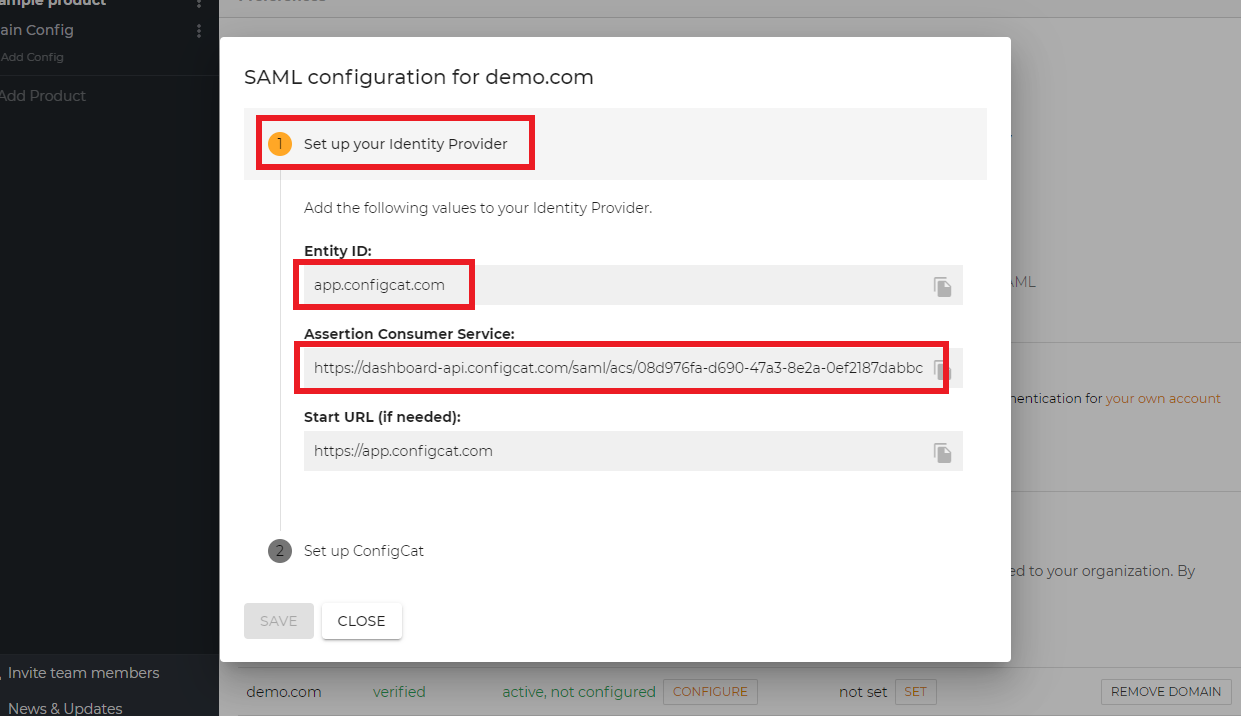 product
ain Config
Add Config
Add Product
SAML configuration for demo.com
1 Set up your Identity Provider
Add the following values to your Identity Provider.
Entity ID:
app.configcat.com
Assertion Consumer Service:
https://dashboard-api.configcat.com/saml/acs/08d976fa-d690-47a3-8e2a-0ef2187dabbc
Start URL (if needed):
https://app.configcat.com
2 Set up ConfigCat
SAVE CLOSE
AML
hentication for your own account
ed to your organization. By
Invite team members
News & Updates
demo.com verified active, not configured CONFIGURE not set SET REMOVE DOMAIN